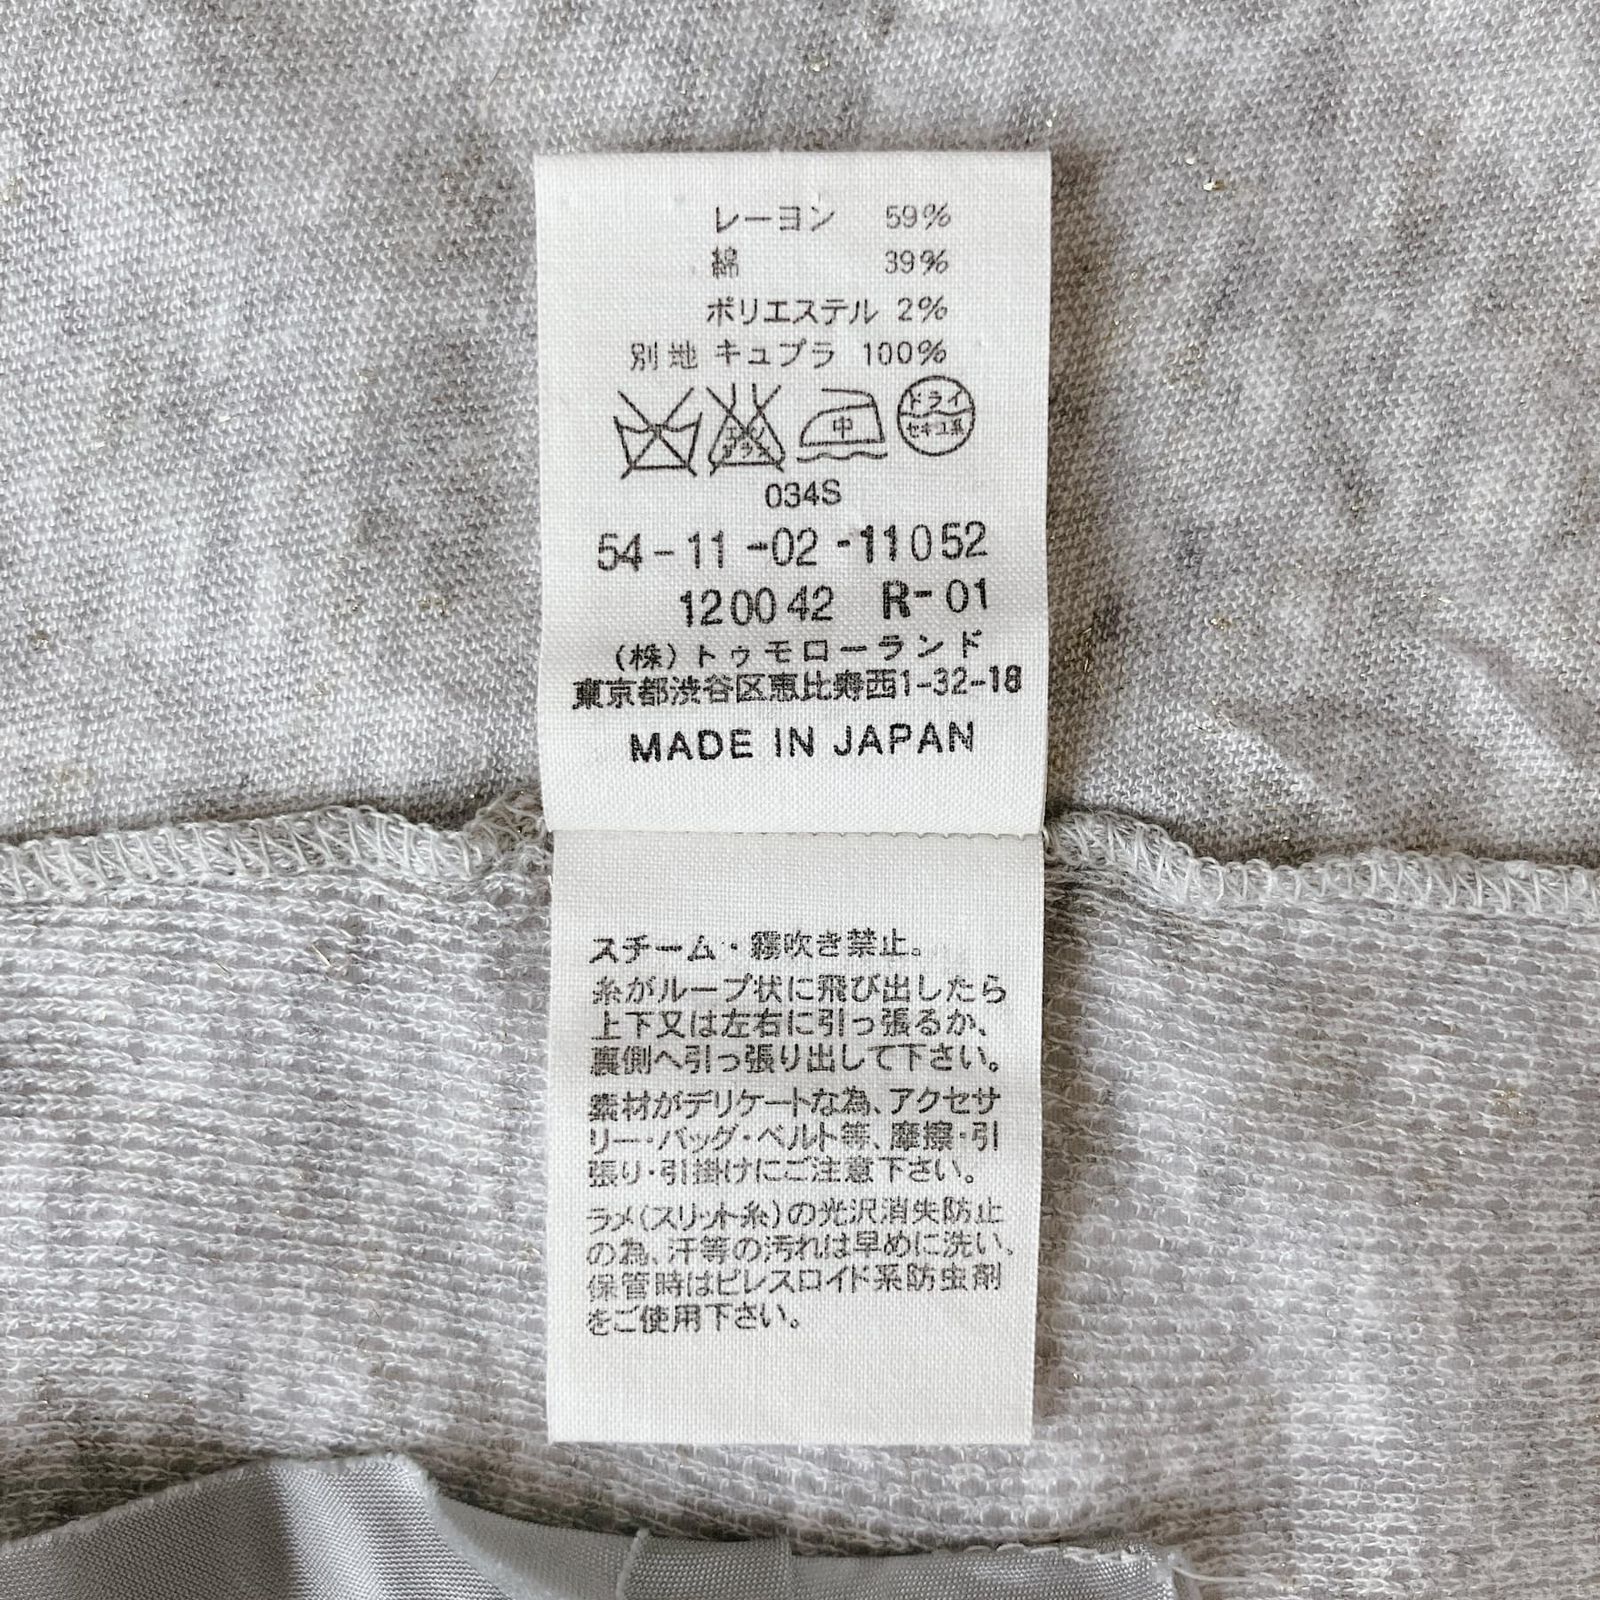 レーヨン 59%
綿 39%
ポリエステル 2%
別地 キュプラ 100%
エンソ サラシ 中 ドライ セキユ系
034S
54-11-02-11052
120042 R-01
(株)トゥモローランド
東京都渋谷区恵比寿西1-32-18
MADE IN JAPAN
スチーム・霧吹き禁止。
糸がループ状に飛び出したら
上下又は左右に引っ張るか、
裏側へ引っ張り出して下さい。
素材がデリケートな為、アクセサ
リー・バッグ・ベルト等、摩擦・引
張り・引掛けにご注意下さい。
ラメ(スリット糸)の光沢消失防止
の為、汗等の汚れは早めに洗い、
保管時はピレスロイド系防虫剤
をご使用下さい。